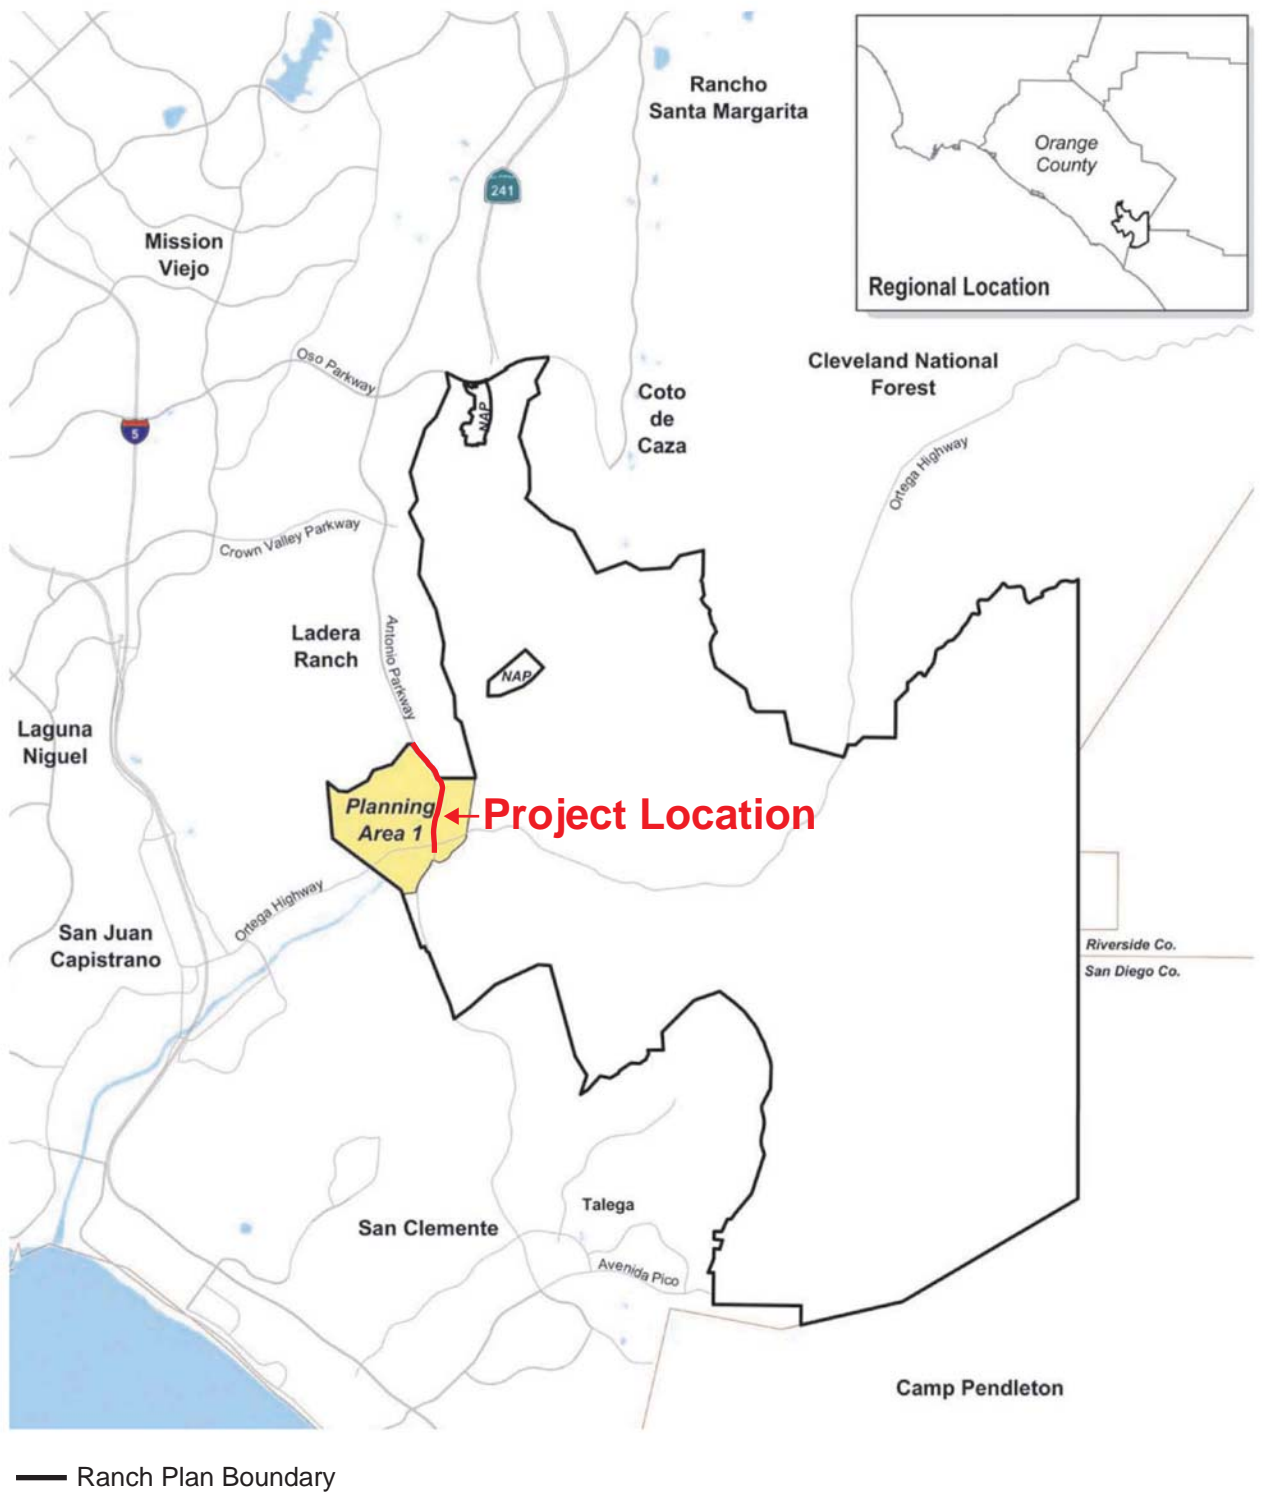 Rancho
Santa Margarita
Orange
County
Regional Location
241
Mission
Viejo
Oso Parkway
Cleveland National
Forest
NAP
Coto
de
Caza
5
Ortega Highway
Crown Valley Parkway
Ladera
Ranch
Antonio Parkway
NAP
Laguna
Niguel
Planning
Area 1
Project Location
Ortega Highway
San Juan
Capistrano
Riverside Co.
San Diego Co.
Talega
San Clemente
Avenida Pico
Camp Pendleton
Ranch Plan Boundary